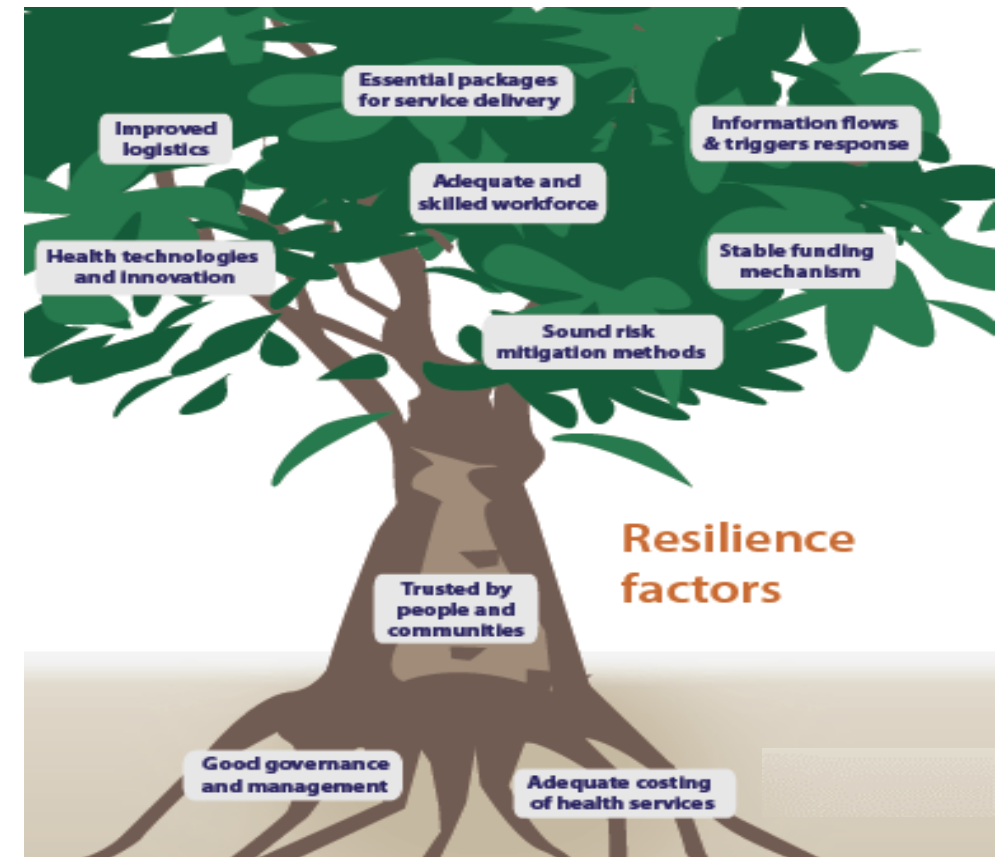 Essential packages
for service delivery
Improved
logistics
Information flows
& triggers response
Adequate and
skilled workforce
Health technologies
and innovation
Stable funding
mechanism
Sound risk
mitigation methods
Resilience
factors
Trusted by
people and
communities
Good governance
and management
Adequate costing
of health services